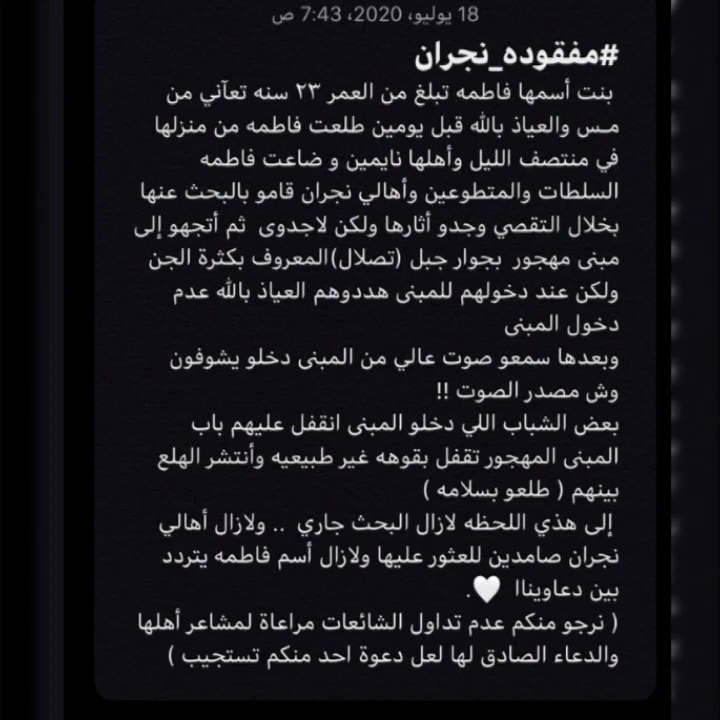 18 يوليو، 2020، 7:43 ص
#مفقوده_نجران
بنت أسمها فاطمه تبلغ من العمر ٢٣ سنه تعآني من
مـس والعياذ بالله قبل يومين طلعت فاطمه من منزلها
في منتصف الليل وأهلها نايمين و ضاعت فاطمه
السلطات والمتطوعين وأهالي نجران قامو بالبحث عنها
بخلال التقصي وجدو أثارها ولكن لاجدوى ثم أتجهو إلى
مبنى مهجور بجوار جبل (تصلال)المعروف بكثرة الجن
ولكن عند دخولهم للمبنى هددوهم العياذ بالله عدم
دخول المبنى
وبعدها سمعو صوت عالي من المبنى دخلو يشوفون
وش مصدر الصوت !!
بعض الشباب اللي دخلو المبنى انقفل عليهم باب
المبنى المهجور تقفل بقوهه غير طبيعيه وأنتشر الهلع
بينهم ( طلعو بسلامه )
إلى هذي اللحظه لازال البحث جاري .. ولازال أهالي
نجران صامدين للعثور عليها ولازال أسم فاطمه يتردد
بين دعاويناا 🤍.
( نرجو منكم عدم تداول الشائعات مراعاة لمشاعر أهلها
والدعاء الصادق لها لعل دعوة احد منكم تستجيب )